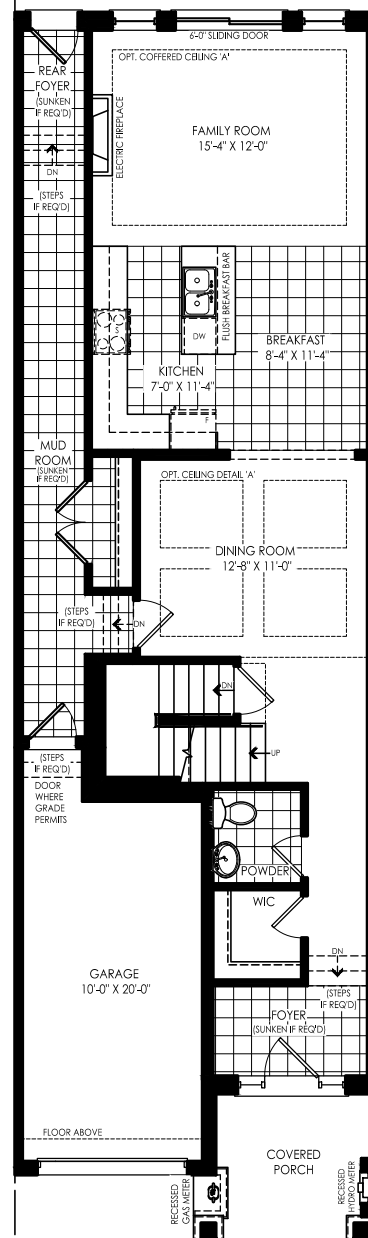 6'-0" SLIDING DOOR
OPT. COFFERED CEILING 'A'
REAR
FOYER
(SUNKEN
IF REQ'D)
DN
(STEPS
IF REQ'D)
ELECTRIC FIREPLACE
FAMILY ROOM
15'-4" X 12'-0"
FLUSH BREAKFAST BAR
S
DW
BREAKFAST
8'-4" X 11'-4"
KITCHEN
7'-0" X 11'-4"
F
MUD
ROOM
(SUNKEN
IF REQ'D)
OPT. CEILING DETAIL 'A'
DINING ROOM
12'-8" X 11'-0"
(STEPS
IF REQ'D)
DN
DN
UP
(STEPS
IF REQ'D)
DOOR
WHERE
GRADE
PERMITS
POWDER
WIC
DN
(STEPS
IF REQ'D)
FOYER
(SUNKEN IF REQ'D)
GARAGE
10'-0" X 20'-0"
FLOOR ABOVE
COVERED
PORCH
RECESSED
GAS METER
RECESSED
HYDRO METER